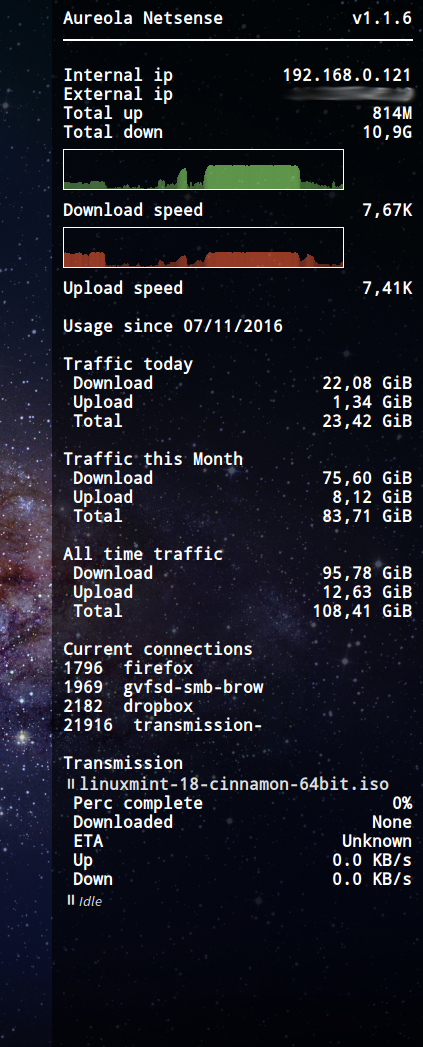 Aureola Netsense v1.1.6
Internal ip 192.168.0.121
External ip
Total up 814M
Total down 10,9G
Download speed 7,67K
Upload speed 7,41K
Usage since 07/11/2016
Traffic today
Download 22,08 GiB
Upload 1,34 GiB
Total 23,42 GiB
Traffic this Month
Download 75,60 GiB
Upload 8,12 GiB
Total 83,71 GiB
All time traffic
Download 95,78 GiB
Upload 12,63 GiB
Total 108,41 GiB
Current connections
1796 firefox
1969 gvfsd-smb-brow
2182 dropbox
21916 transmission-
Transmission
linuxmint-18-cinnamon-64bit.iso
Perc complete 0%
Downloaded None
ETA Unknown
Up 0.0 KB/s
Down 0.0 KB/s
Idle